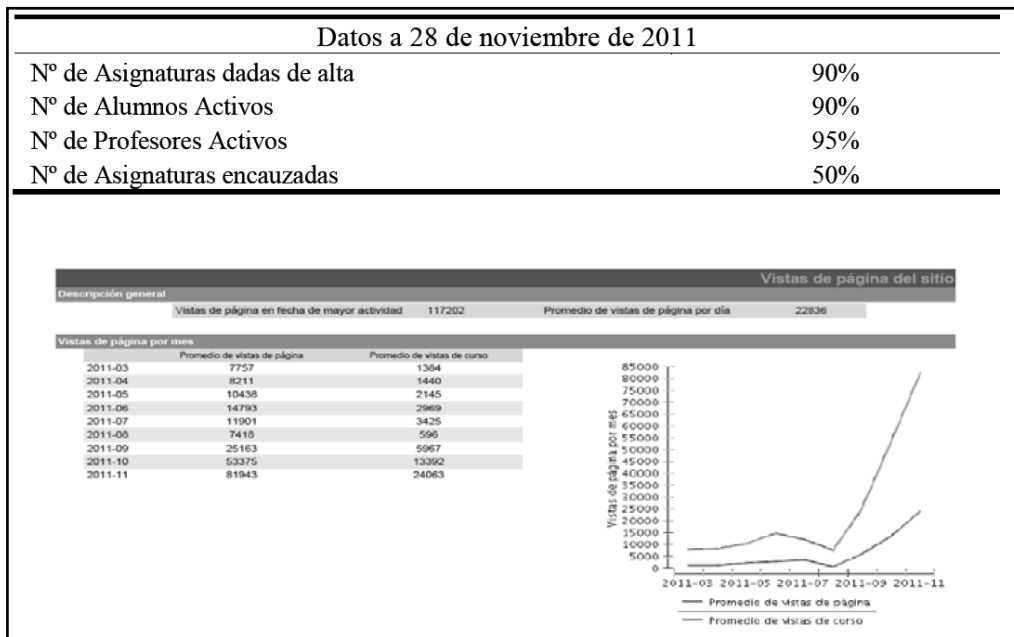 Datos a 28 de noviembre de 2011
Nº de Asignaturas dadas de alta 90%
Nº de Alumnos Activos 90%
Nº de Profesores Activos 95%
Nº de Asignaturas encauzadas 50%
Vistas de página del sitio
Descripción general
Vistas de página en fecha de mayor actividad 117202 Promedio de vistas de página por día 22836
Vistas de página por mes
Promedio de vistas de página Promedio de vistas de curso
2011-03 7757 1384
2011-04 8211 1440
2011-05 10438 2145
2011-06 14793 2969
2011-07 11901 3425
2011-08 7418 596
2011-09 25163 5967
2011-10 53375 13392
2011-11 81943 24063
Vistas de página por mes
85000
80000
75000
70000
65000
60000
55000
50000
45000
40000
35000
30000
25000
20000
15000
10000
5000
0
2011-03 2011-05 2011-07 2011-09 2011-11
Promedio de vistas de página
Promedio de vistas de curso